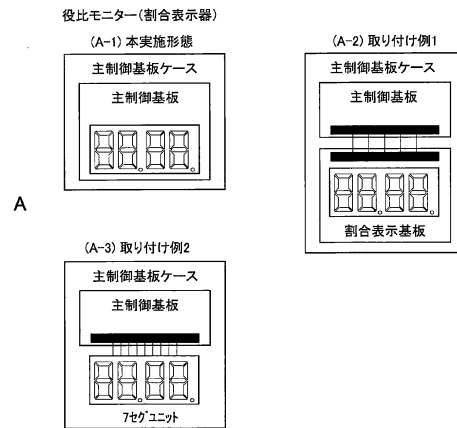 役比モニター(割合表示器)
(A-1) 本実施形態
主制御基板ケース
主制御基板
(A-2) 取り付け例1
主制御基板ケース
主制御基板
割合表示基板
A
(A-3) 取り付け例2
主制御基板ケース
主制御基板
7セグユニット